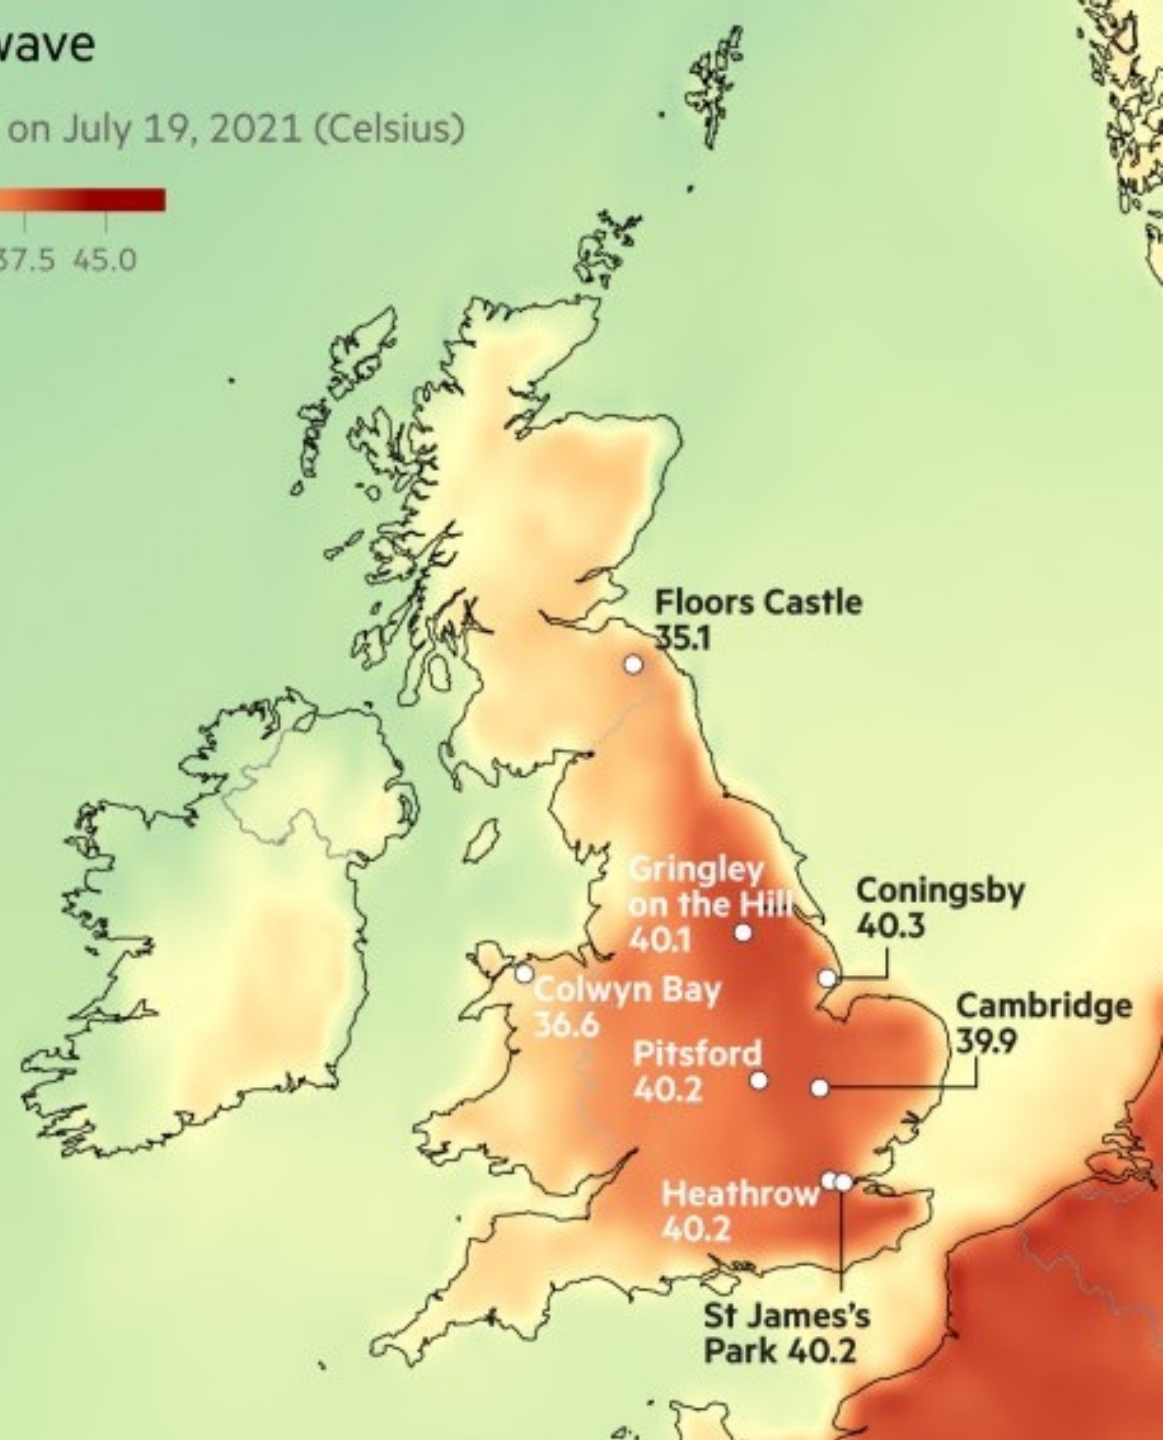 wave
on July 19, 2021 (Celsius)
37.5 45.0
Floors Castle
35.1
Gringley
on the Hill
40.1
Coningsby
40.3
Colwyn Bay
36.6
Cambridge
39.9
Pitsford
40.2
Heathrow
40.2
St James's
Park 40.2